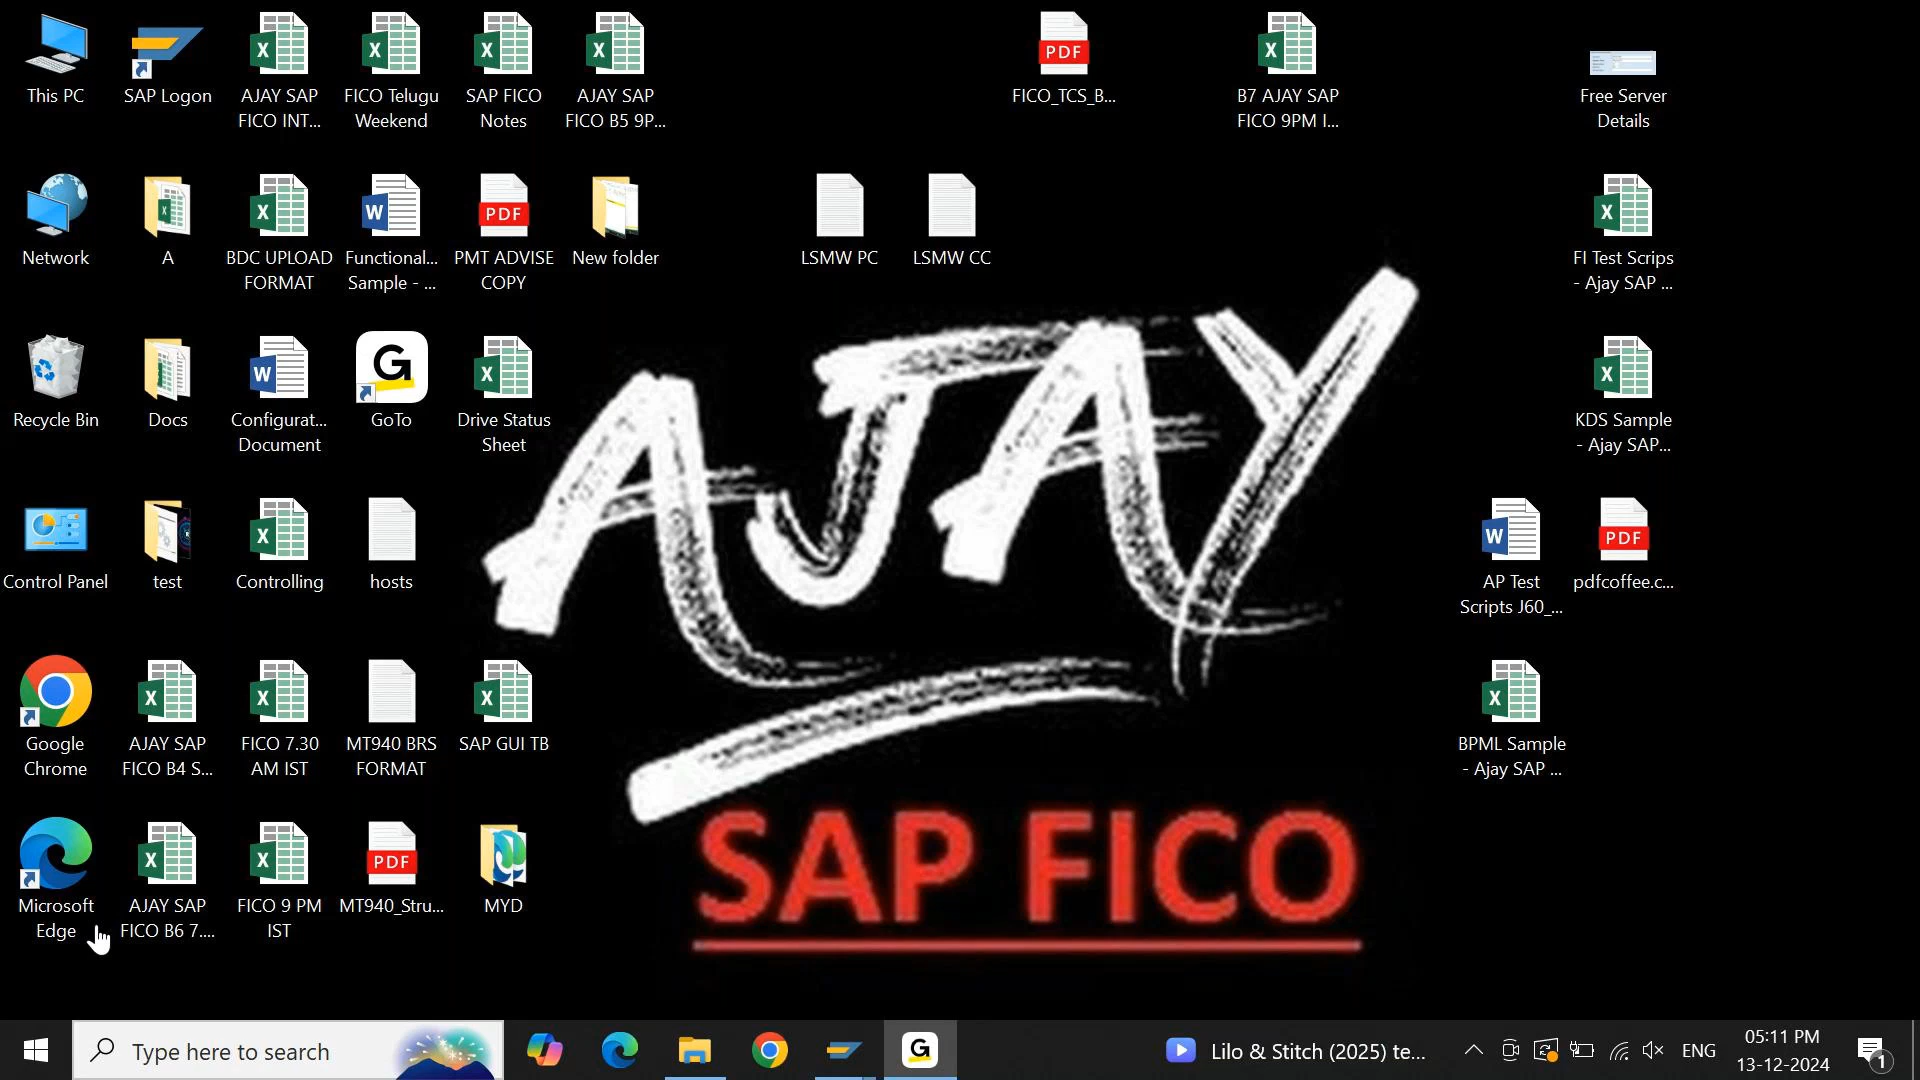 This PC
SAP Logon
AJAY SAP
FICO INT...
FICO Telugu
Weekend
SAP FICO
Notes
AJAY SAP
FICO B5 9P...
FICO_TCS_B...
B7 AJAY SAP
FICO 9PM I...
Free Server
Details
Network
A
BDC UPLOAD
FORMAT
Functional...
Sample - ...
PMT ADVISE
COPY
New folder
LSMW PC
LSMW CC
FI Test Scrips
- Ajay SAP ...
Recycle Bin
Docs
Configurat...
Document
GoTo
Drive Status
Sheet
KDS Sample
- Ajay SAP...
Control Panel
test
Controlling
hosts
AP Test
Scripts J60_...
pdfcoffee.c...
Google
Chrome
AJAY SAP
FICO B4 S...
FICO 7.30
AM IST
MT940 BRS
FORMAT
SAP GUI TB
BPML Sample
- Ajay SAP ...
Microsoft
Edge
AJAY SAP
FICO B6 7....
FICO 9 PM
IST
MT940_Stru...
MYD
AJAY
SAP FICO
Type here to search
Lilo & Stitch (2025) te...
ENG
05:11 PM
13-12-2024
1